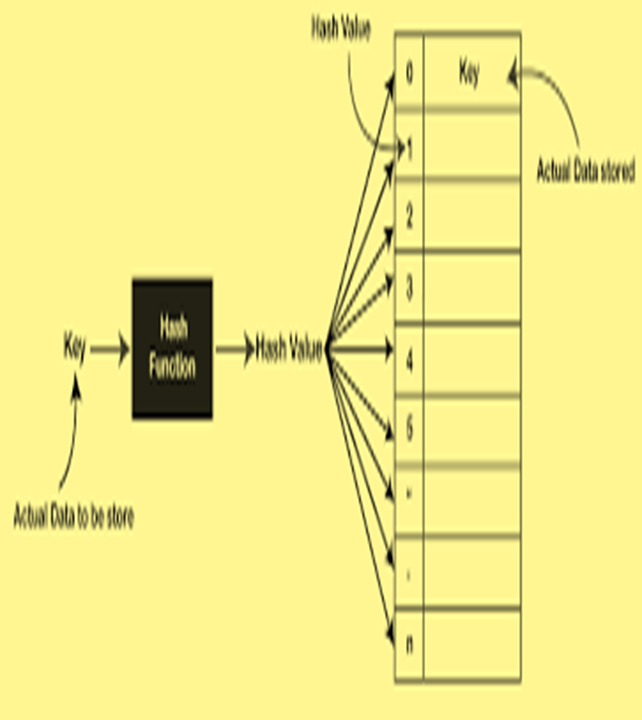 Hash Value
0
Key
1
Actual Data stored
2
3
Key
Hash
Function
Hash Value
4
5
Actual Data to be store
n